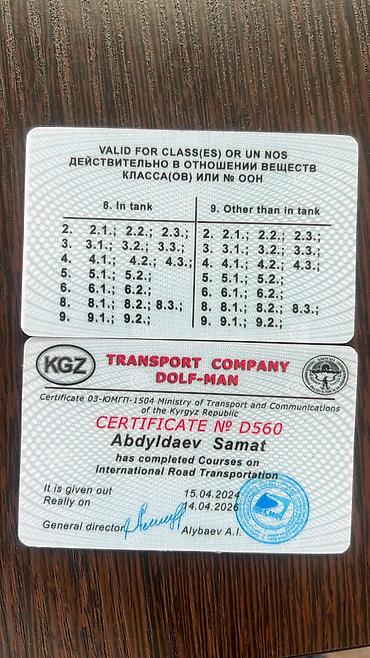 VALID FOR CLASS(ES) OR UN NOS
ДЕЙСТВИТЕЛЬНО В ОТНОШЕНИИ ВЕЩЕСТВ
КЛАССА(ОВ) ИЛИ № ООН
8. In tank 9. Other than in tank
2. 2.1.; 2.2.; 2.3.; 2. 2.1.; 2.2.; 2.3.;
3. 3.1.; 3.2.; 3.3.; 3. 3.1.; 3.2.; 3.3.;
4. 4.1.; 4.2.; 4.3.; 4. 4.1.; 4.2.; 4.3.;
5. 5.1.; 5.2.; 5. 5.1.; 5.2.;
6. 6.1.; 6.2.; 6. 6.1.; 6.2.;
8. 8.1.; 8.2.; 8.3.; 8. 8.1.; 8.2.; 8.3.;
9. 9.1.; 9.2.; 9. 9.1.; 9.2.;
KGZ TRANSPORT COMPANY
DOLF-MAN
Certificate 03-ЮМГП-1504 Ministry of Transport and Communications
of the Kyrgyz Republic
CERTIFICATE № D560
Abdyldaev Samat
has completed Courses on
International Road Transportation
It is given out 15.04.2024
Really on 14.04.2026
General director Alybaev A.I.